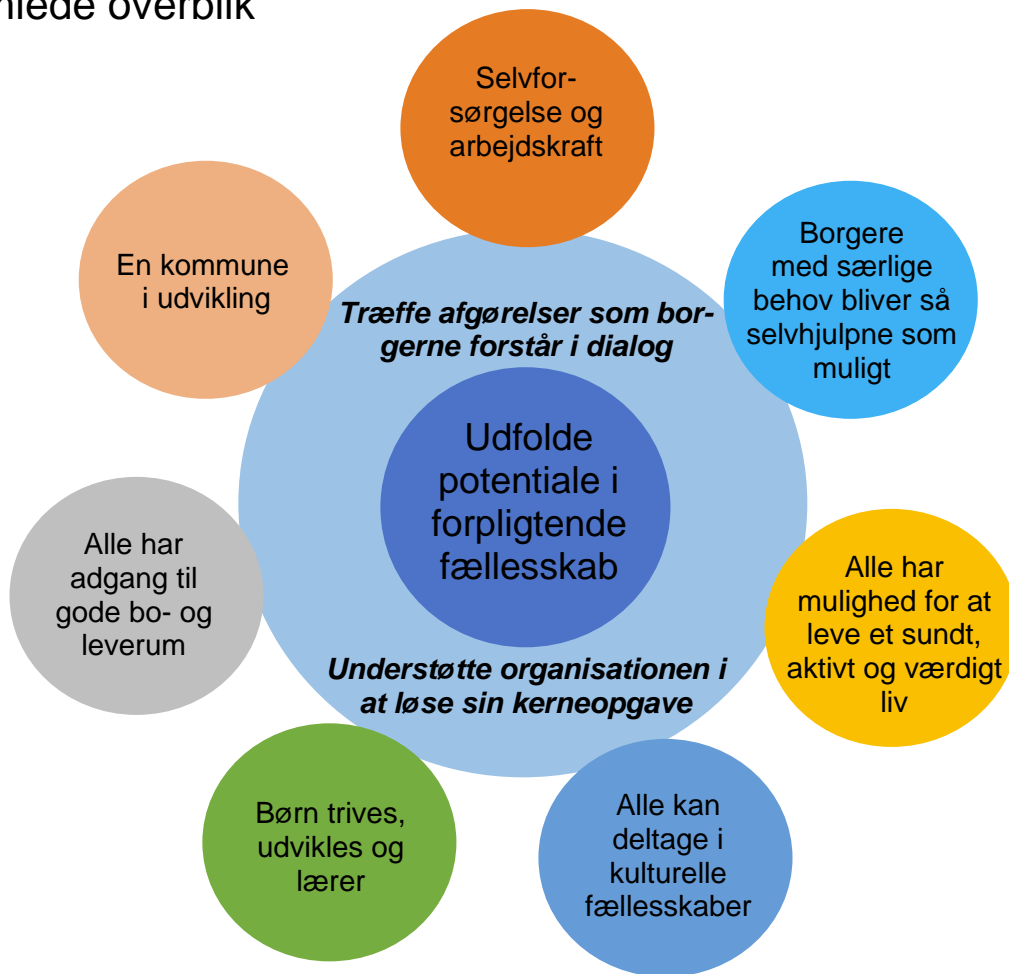 overblik
Selvfor-
sørgelse og
arbejdskraft
En kommune
i udvikling
Borgere
med særlige
behov bliver så
selvhjulpne som
muligt
Træffe afgørelser som bor-
gerne forstår i dialog
Udfolde
potentiale i
forpligtende
fællesskab
Alle har
adgang til
gode bo- og
leverum
Alle har
mulighed for at
leve et sundt,
aktivt og værdigt
liv
Understøtte organisationen i
at løse sin kerneopgave
Børn trives,
udvikles og
lærer
Alle kan
deltage i
kulturelle
fællesskaber